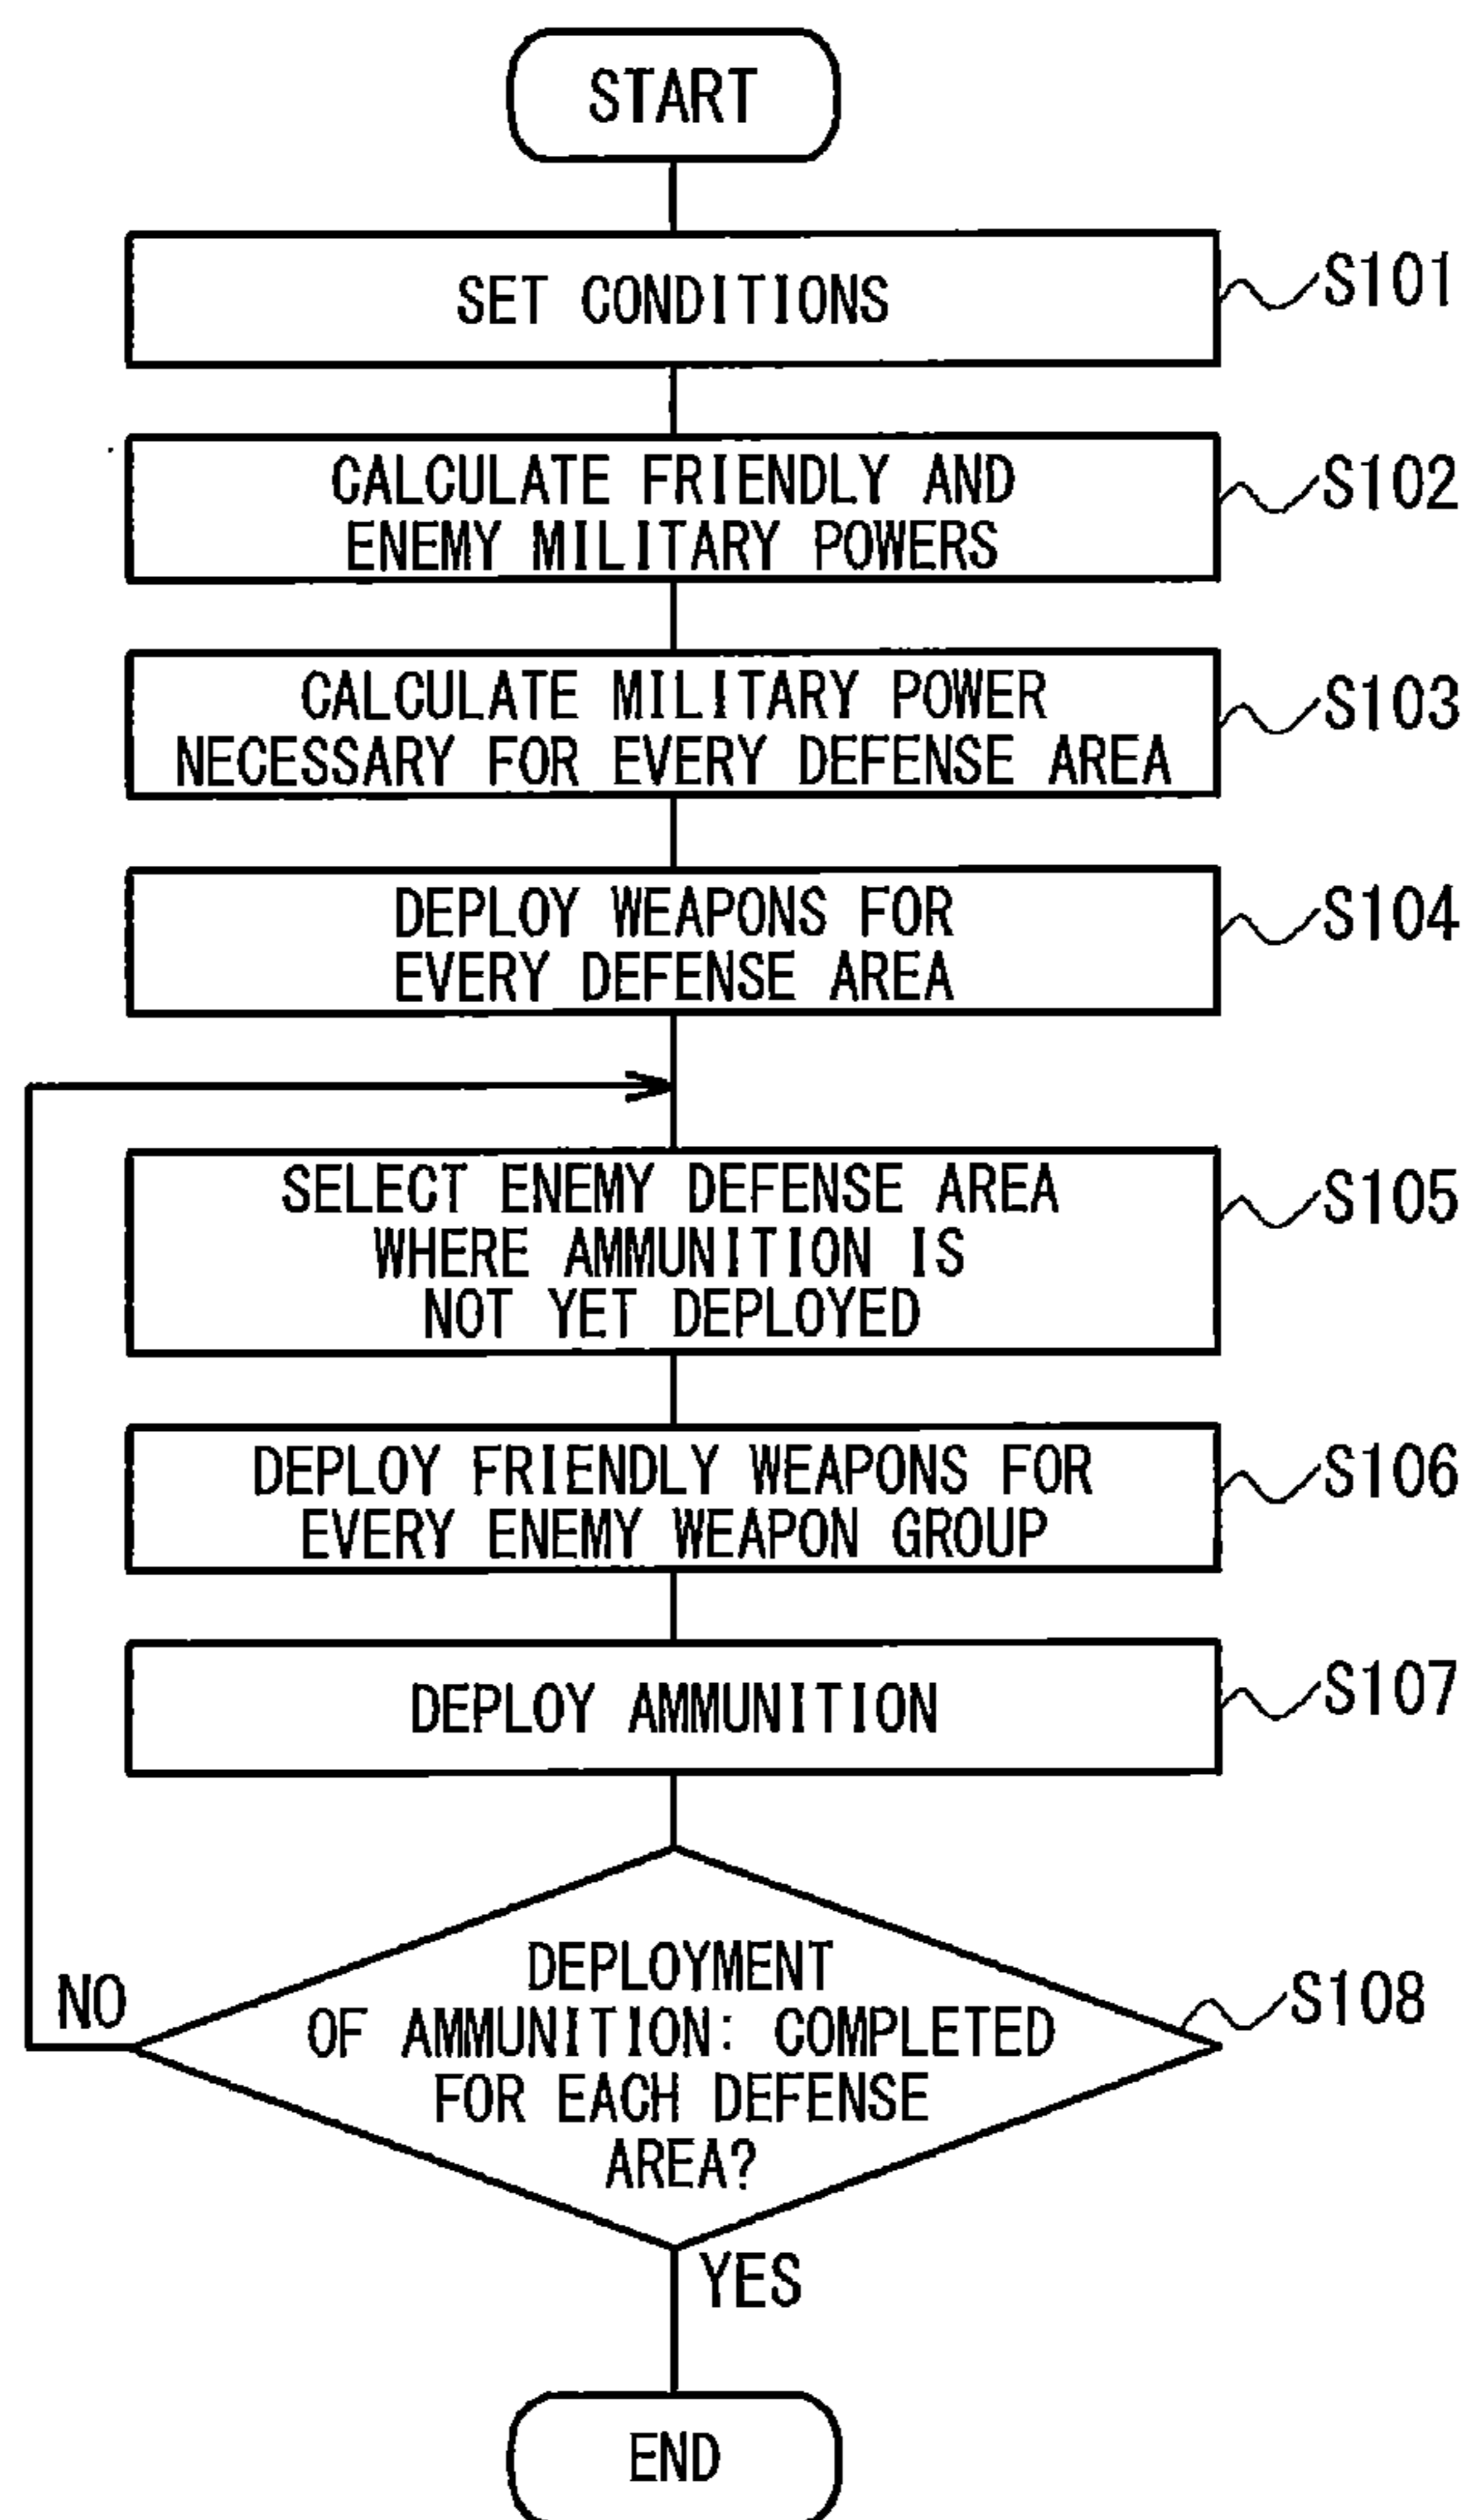 START
SET CONDITIONS
S101
CALCULATE FRIENDLY AND
ENEMY MILITARY POWERS
S102
CALCULATE MILITARY POWER
NECESSARY FOR EVERY DEFENSE AREA
S103
DEPLOY WEAPONS FOR
EVERY DEFENSE AREA
S104
SELECT ENEMY DEFENSE AREA
WHERE AMMUNITION IS
NOT YET DEPLOYED
S105
DEPLOY FRIENDLY WEAPONS FOR
EVERY ENEMY WEAPON GROUP
S106
DEPLOY AMMUNITION
S107
DEPLOYMENT
OF AMMUNITION: COMPLETED
FOR EACH DEFENSE
AREA?
S108
NO
YES
END